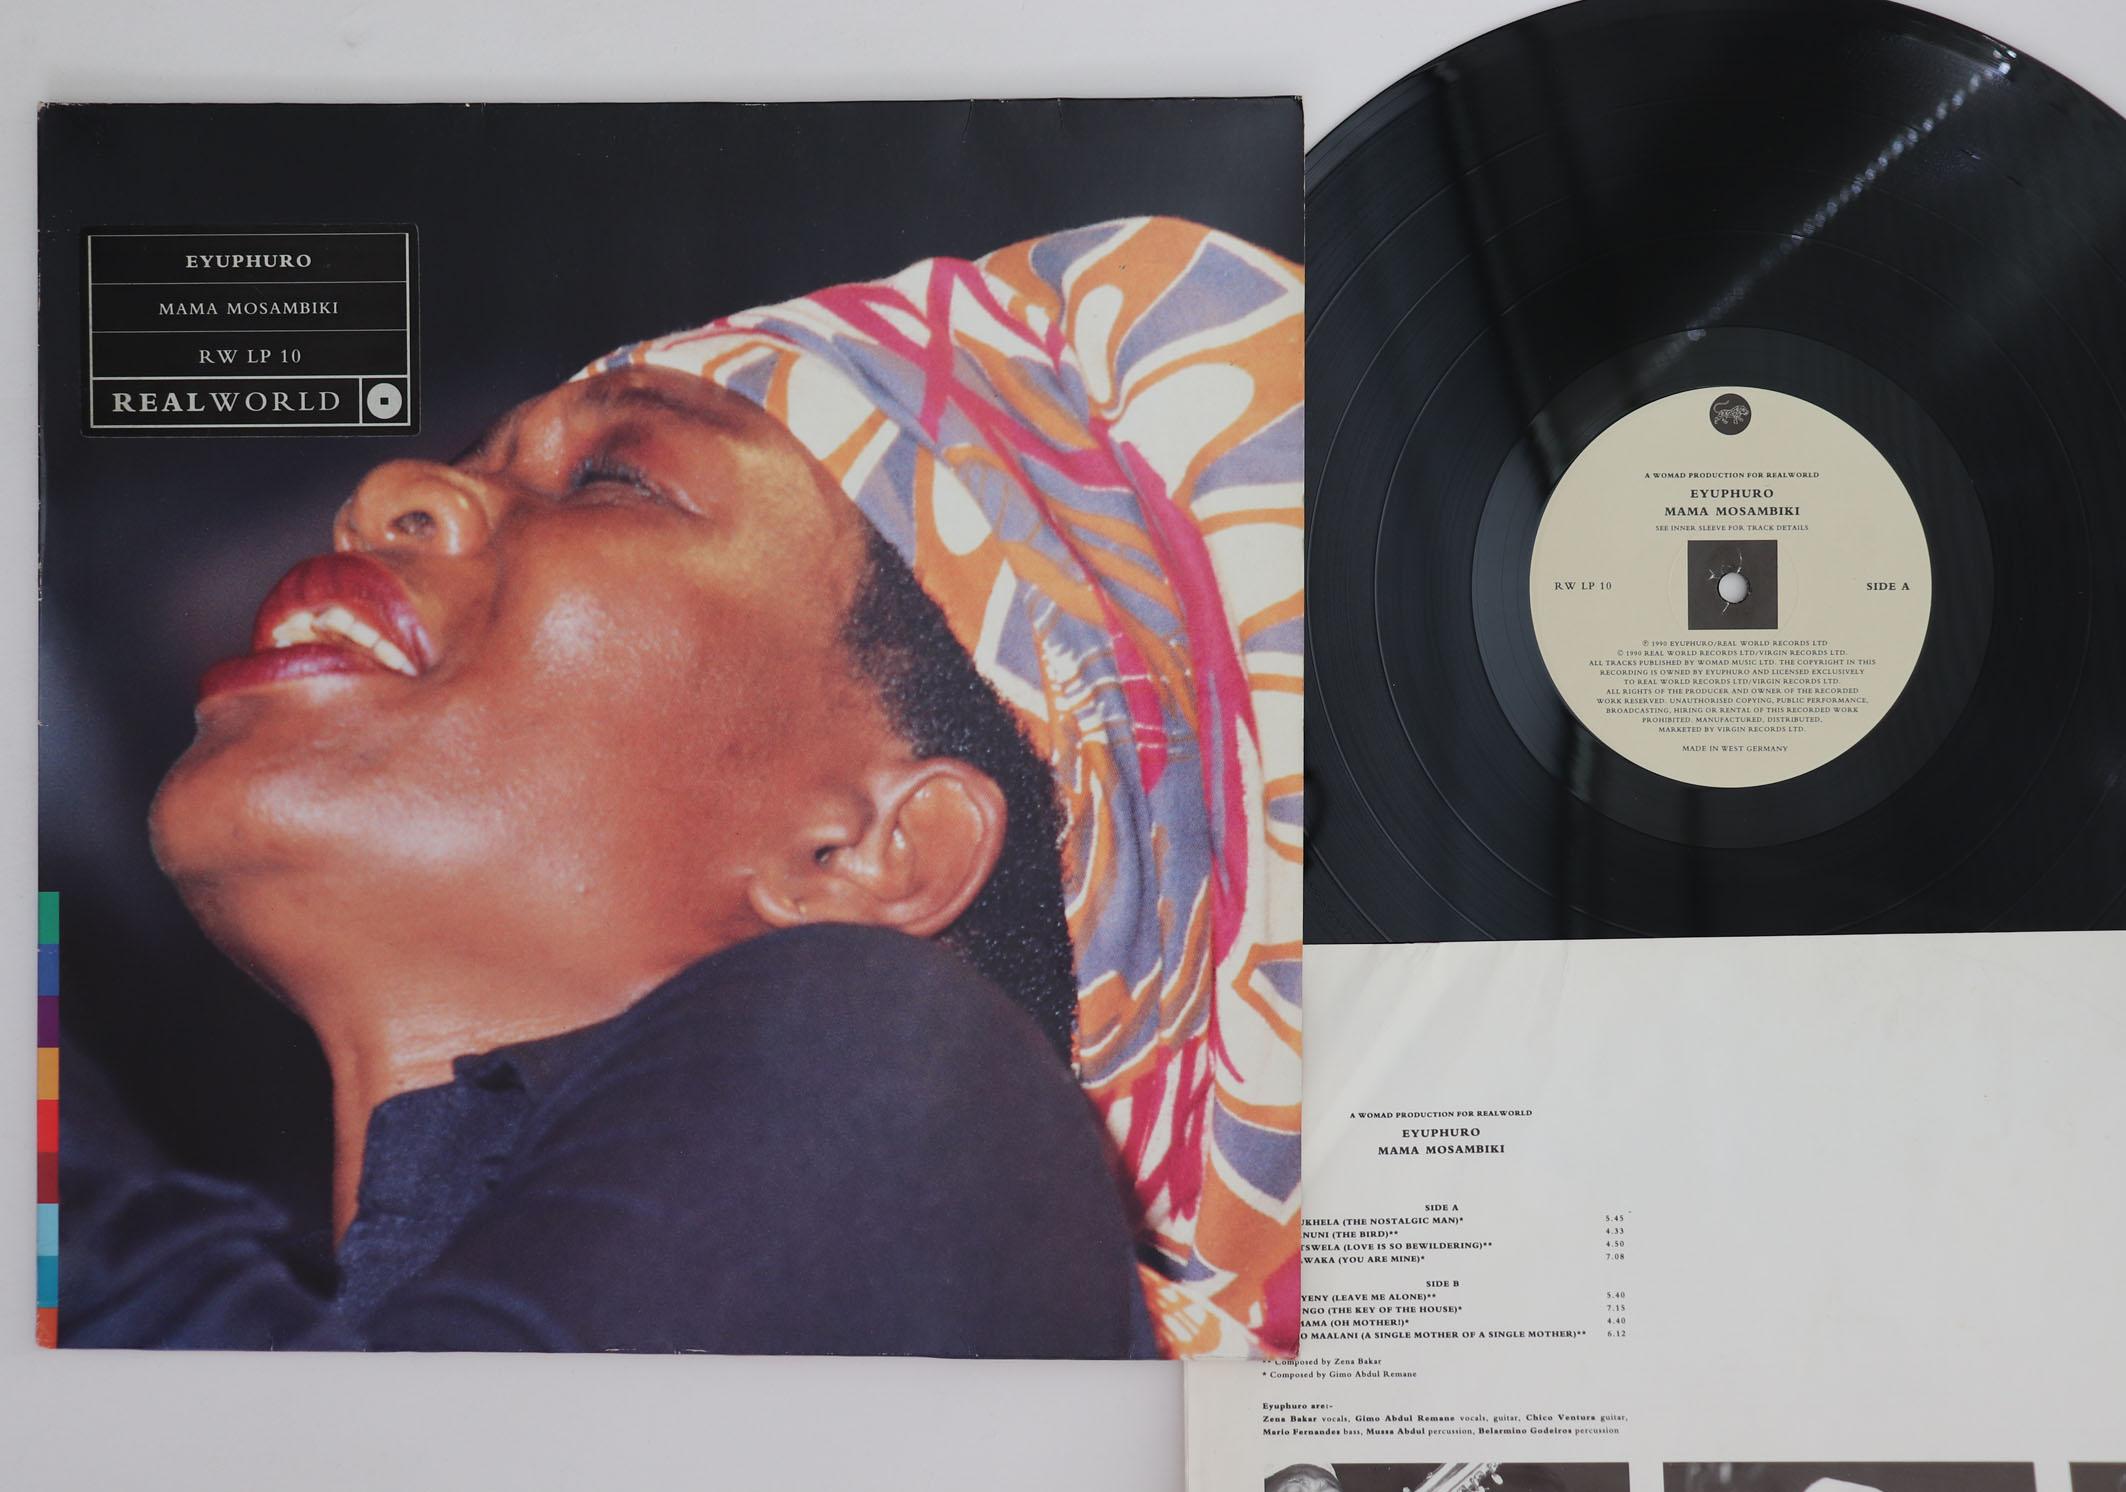 EYUPHURO
MAMA MOSAMBIKI
RW LP 10
REALWORLD
A WOMAD PRODUCTION FOR REALWORLD
EYUPHURO
MAMA MOSAMBIKI
SEE INNER SLEEVE FOR TRACK DETAILS
RW LP 10
SIDE A
℗ 1990 EYUPHURO/REAL WORLD RECORDS LTD
© 1990 REAL WORLD RECORDS LTD/VIRGIN RECORDS LTD.
ALL TRACKS PUBLISHED BY WOMAD MUSIC LTD. THE COPYRIGHT IN THIS
RECORDING IS OWNED BY EYUPHURO AND LICENSED EXCLUSIVELY
TO REAL WORLD RECORDS LTD/VIRGIN RECORDS LTD.
ALL RIGHTS OF THE PRODUCER AND OWNER OF THE RECORDED
WORK RESERVED. UNAUTHORISED COPYING, PUBLIC PERFORMANCE,
BROADCASTING, HIRING OR RENTAL OF THIS RECORDED WORK
PROHIBITED. MANUFACTURED, DISTRIBUTED,
MARKETED BY VIRGIN RECORDS LTD.
MADE IN WEST GERMANY
A WOMAD PRODUCTION FOR REALWORLD
EYUPHURO
MAMA MOSAMBIKI
SIDE A
UKHELA (THE NOSTALGIC MAN)* 5.45
NUNI (THE BIRD)** 4.33
TSWELA (LOVE IS SO BEWILDERING)** 4.50
WAKA (YOU ARE MINE)* 7.08
SIDE B
YENY (LEAVE ME ALONE)** 5.40
NGO (THE KEY OF THE HOUSE)* 7.15
MAMA (OH MOTHER!)* 4.40
O MAALANI (A SINGLE MOTHER OF A SINGLE MOTHER)** 6.12
** Composed by Zena Bakar
* Composed by Gimo Abdul Remane
Eyuphuro are:-
Zena Bakar vocals, Gimo Abdul Remane vocals, guitar, Chico Ventura guitar,
Mario Fernandes bass, Mussa Abdul percussion, Belarmino Godeiros percussion